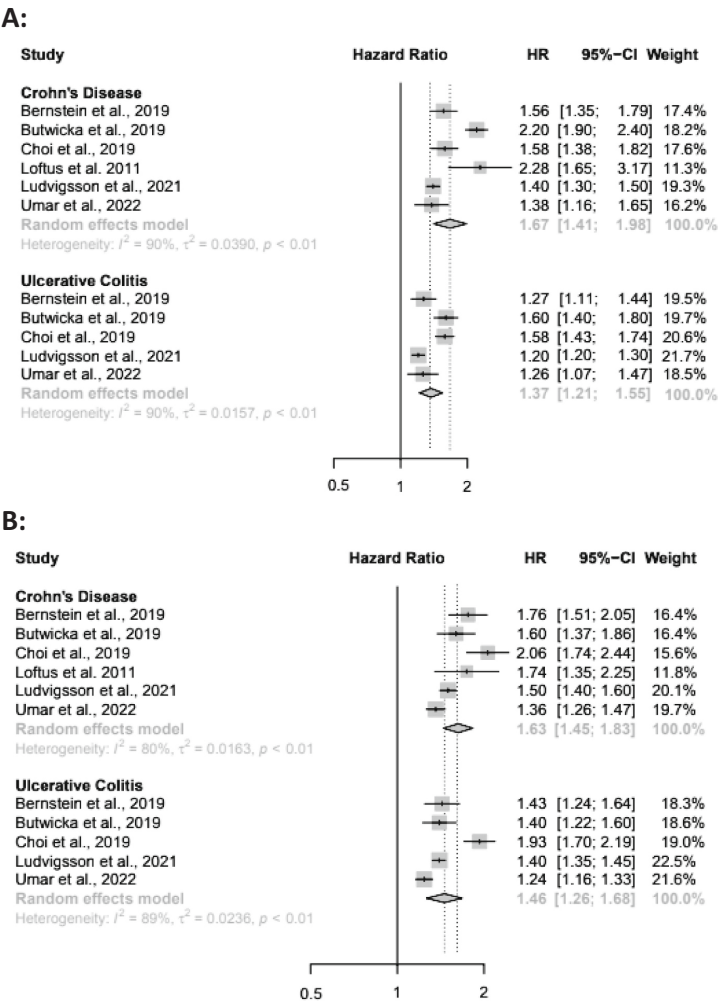 A:
Study Hazard Ratio HR 95%−CI Weight
Crohn's Disease
Bernstein et al., 2019 1.56 [1.35; 1.79] 17.4%
Butwicka et al., 2019 2.20 [1.90; 2.40] 18.2%
Choi et al., 2019 1.58 [1.38; 1.82] 17.6%
Loftus et al. 2011 2.28 [1.65; 3.17] 11.3%
Ludvigsson et al., 2021 1.40 [1.30; 1.50] 19.3%
Umar et al., 2022 1.38 [1.16; 1.65] 16.2%
Random effects model 1.67 [1.41; 1.98] 100.0%
Heterogeneity: I² = 90%, τ² = 0.0390, p < 0.01
Ulcerative Colitis
Bernstein et al., 2019 1.27 [1.11; 1.44] 19.5%
Butwicka et al., 2019 1.60 [1.40; 1.80] 19.7%
Choi et al., 2019 1.58 [1.43; 1.74] 20.6%
Ludvigsson et al., 2021 1.20 [1.20; 1.30] 21.7%
Umar et al., 2022 1.26 [1.07; 1.47] 18.5%
Random effects model 1.37 [1.21; 1.55] 100.0%
Heterogeneity: I² = 90%, τ² = 0.0157, p < 0.01
0.5 1 2
B:
Study Hazard Ratio HR 95%−CI Weight
Crohn's Disease
Bernstein et al., 2019 1.76 [1.51; 2.05] 16.4%
Butwicka et al., 2019 1.60 [1.37; 1.86] 16.4%
Choi et al., 2019 2.06 [1.74; 2.44] 15.6%
Loftus et al. 2011 1.74 [1.35; 2.25] 11.8%
Ludvigsson et al., 2021 1.50 [1.40; 1.60] 20.1%
Umar et al., 2022 1.36 [1.26; 1.47] 19.7%
Random effects model 1.63 [1.45; 1.83] 100.0%
Heterogeneity: I² = 80%, τ² = 0.0163, p < 0.01
Ulcerative Colitis
Bernstein et al., 2019 1.43 [1.24; 1.64] 18.3%
Butwicka et al., 2019 1.40 [1.22; 1.60] 18.6%
Choi et al., 2019 1.93 [1.70; 2.19] 19.0%
Ludvigsson et al., 2021 1.40 [1.35; 1.45] 22.5%
Umar et al., 2022 1.24 [1.16; 1.33] 21.6%
Random effects model 1.46 [1.26; 1.68] 100.0%
Heterogeneity: I² = 89%, τ² = 0.0236, p < 0.01
0.5 1 2